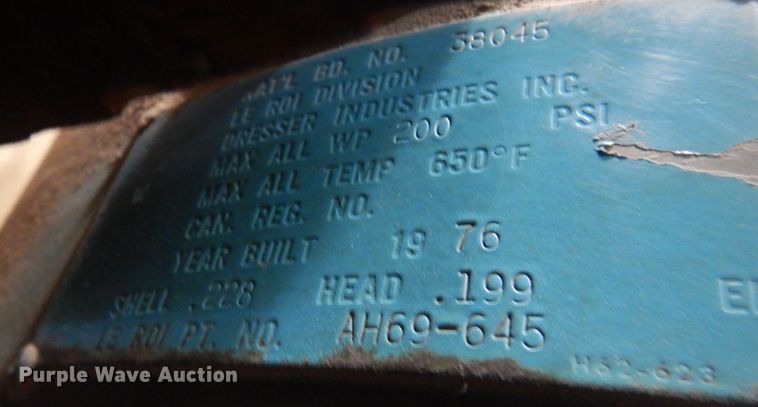 NAT'L BD. NO. 38045
LE ROI DIVISION
DRESSER INDUSTRIES INC.
MAX ALL WP 200 PSI
MAX ALL TEMP 650°F
CAN. REG. NO.
YEAR BUILT 19 76
SHELL .228 HEAD .199
LE ROI PT. NO. AH69-645
H62-623
Purple Wave Auction